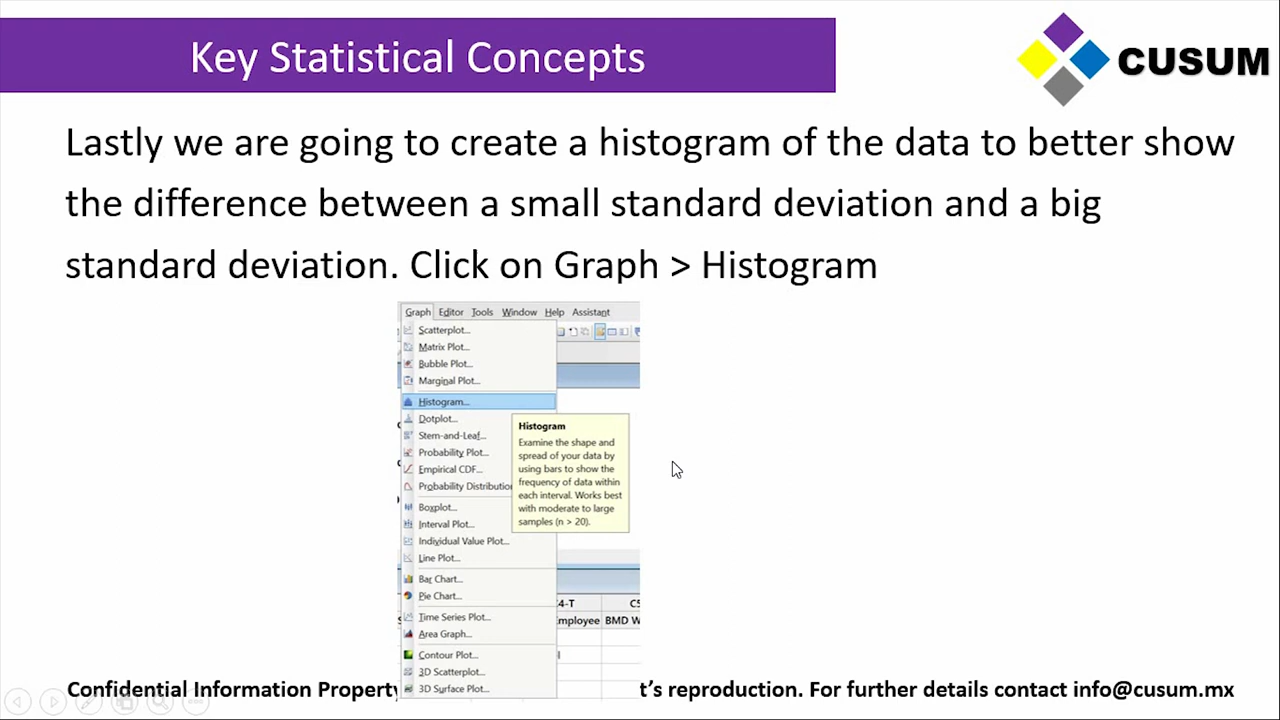 Key Statistical Concepts
CUSUM
Lastly we are going to create a histogram of the data to better show
the difference between a small standard deviation and a big
standard deviation. Click on Graph > Histogram
Graph Editor Tools Window Help Assistant
Scatterplot...
Matrix Plot...
Bubble Plot...
Marginal Plot...
Histogram...
Dotplot...
Stem-and-Leaf...
Probability Plot...
Empirical CDF...
Probability Distribution
Boxplot...
Interval Plot...
Individual Value Plot...
Line Plot...
Bar Chart...
Pie Chart...
Time Series Plot...
Area Graph...
Contour Plot...
3D Scatterplot...
3D Surface Plot...
Histogram
Examine the shape and
spread of your data by
using bars to show the
frequency of data within
each interval. Works best
with moderate to large
samples (n > 20).
C4-T C5
mployee BMD W
Confidential Information Property t's reproduction. For further details contact info@cusum.mx